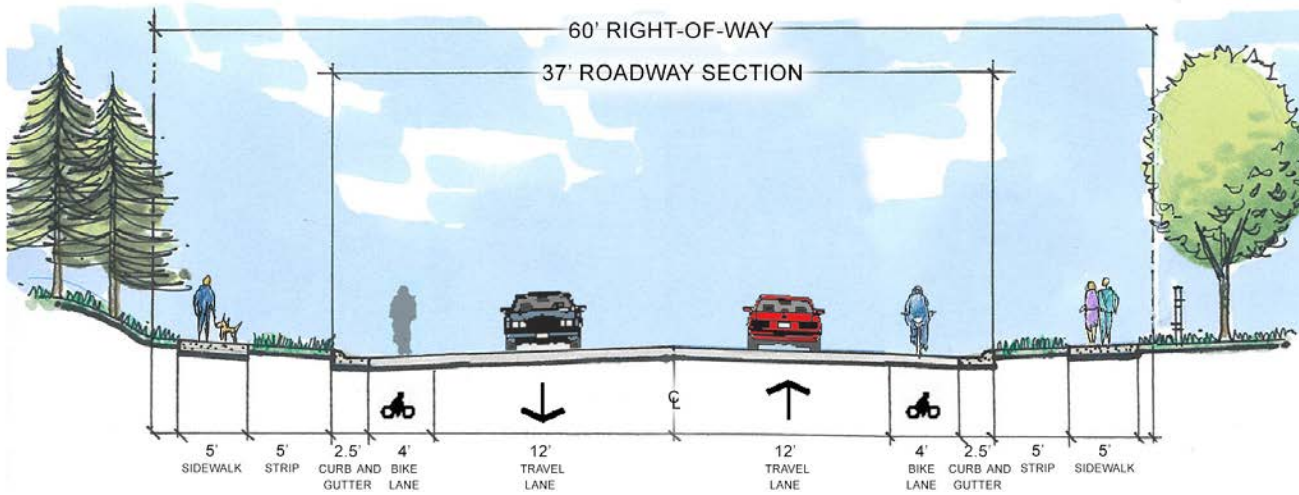 60' RIGHT-OF-WAY
37' ROADWAY SECTION
℄
5'
SIDEWALK
5'
STRIP
2.5'
CURB AND
GUTTER
4'
BIKE
LANE
12'
TRAVEL
LANE
12'
TRAVEL
LANE
4'
BIKE
LANE
2.5'
CURB AND
GUTTER
5'
STRIP
5'
SIDEWALK